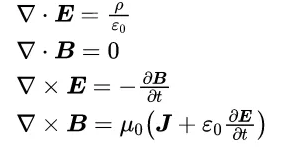 ∇ · 𝑬 = ρ/ε₀
∇ · 𝑩 = 0
∇ × 𝑬 = −∂𝑩/∂t
∇ × 𝑩 = μ₀(𝑱 + ε₀ ∂𝑬/∂t)